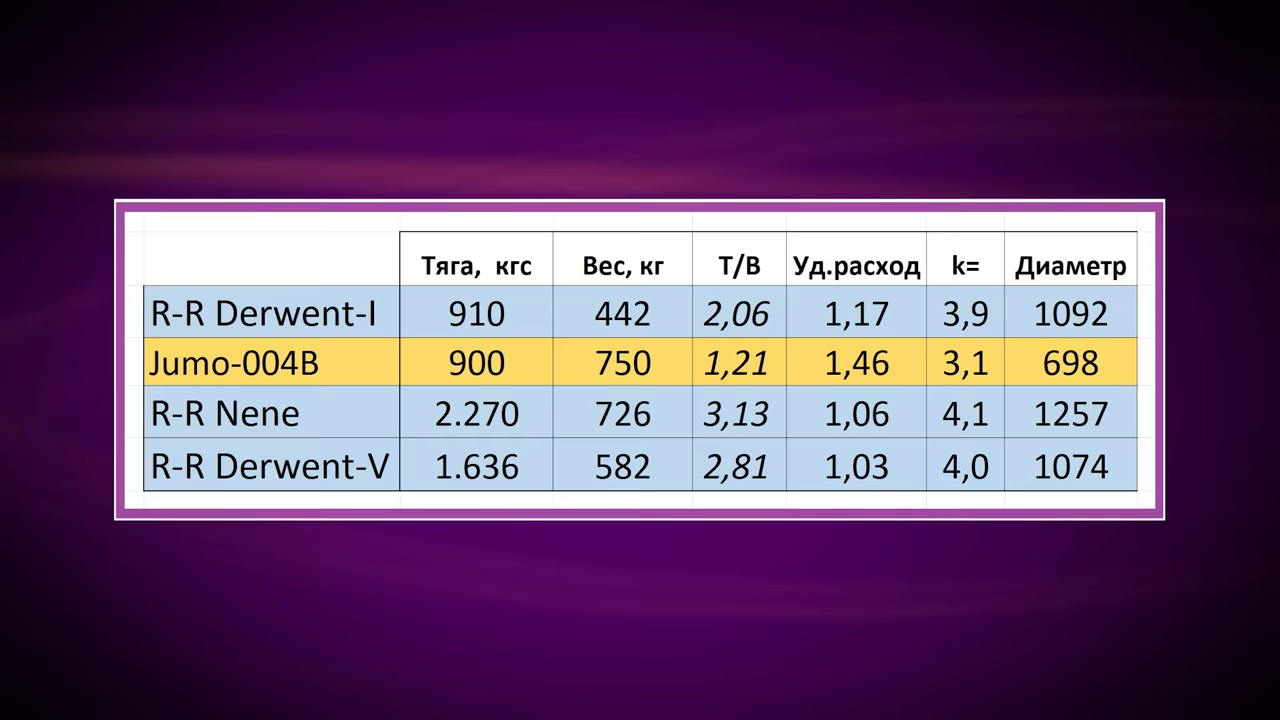 Тяга, кгс Вес, кг Т/В Уд.расход k= Диаметр
R-R Derwent-I 910 442 2,06 1,17 3,9 1092
Jumo-004B 900 750 1,21 1,46 3,1 698
R-R Nene 2.270 726 3,13 1,06 4,1 1257
R-R Derwent-V 1.636 582 2,81 1,03 4,0 1074